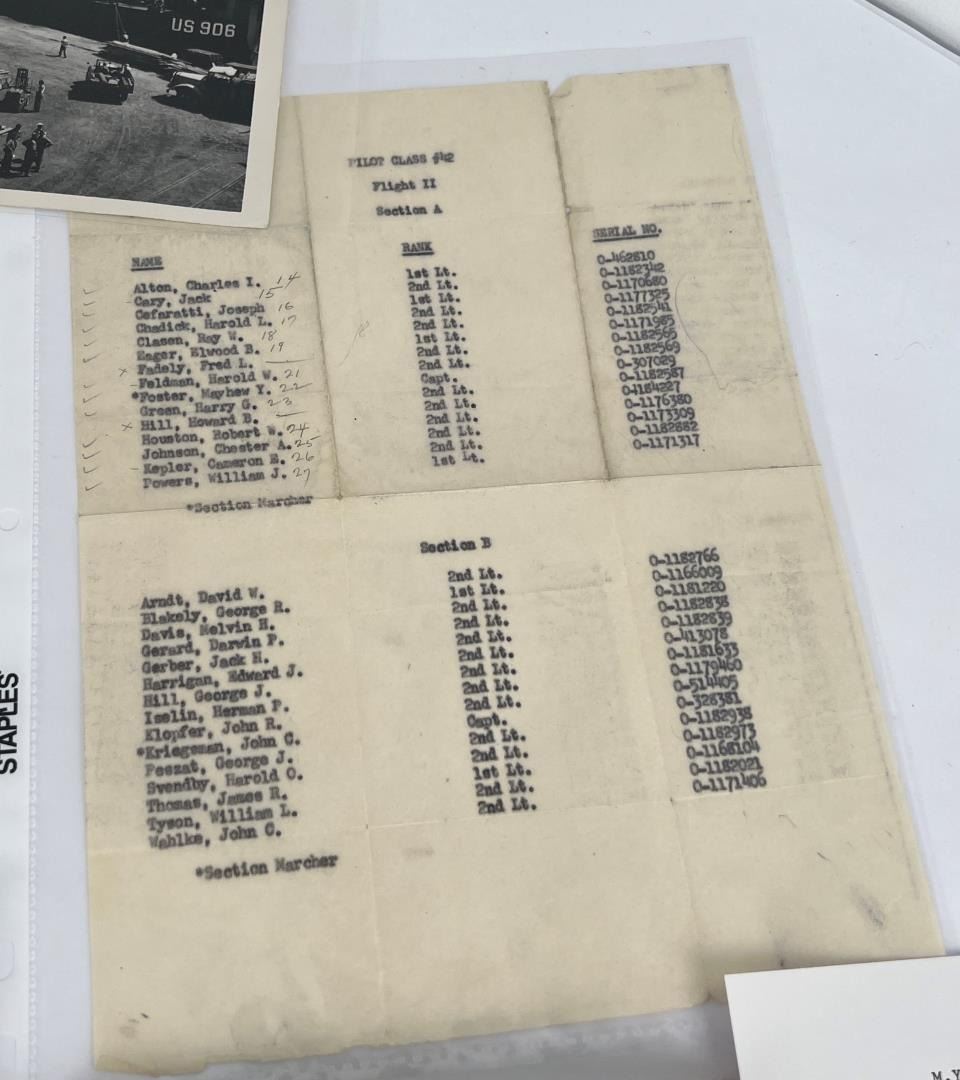 US 906
PILOT CLASS #42
Flight II
Section A
NAME RANK SERIAL NO.
Alton, Charles I. 14 1st Lt. 0-462810
Cary, Jack 15 2nd Lt. 0-1182342
Cefaratti, Joseph 16 1st Lt. 0-1170680
Chadick, Harold L. 17 2nd Lt. 0-1177325
Clasen, Ray W. 18 2nd Lt. 0-1182541
Eager, Elwood B. 19 1st Lt. 0-1171985
x Fadely, Fred L. 2nd Lt. 0-1182565
Feldman, Harold W. 21 2nd Lt. 0-1182569
*Foster, Mayhew Y. 22 Capt. 0-307029
Green, Harry G. 23 2nd Lt. 0-1182587
x Hill, Howard B. 2nd Lt. 0-1184227
Houston, Robert W. 24 2nd Lt. 0-1176380
Johnson, Chester A. 25 2nd Lt. 0-1173309
Kepler, Cameron E. 26 2nd Lt. 0-1182882
Powers, William J. 27 1st Lt. 0-1171317
*Section Marcher
Section B
Arndt, David W. 2nd Lt. 0-1182766
Blakely, George R. 1st Lt. 0-1166009
Davis, Melvin H. 2nd Lt. 0-1181220
Gerard, Darwin P. 2nd Lt. 0-1182838
Gerber, Jack H. 2nd Lt. 0-1182839
Harrigan, Edward J. 2nd Lt. 0-413078
Hill, George J. 2nd Lt. 0-1181633
Iselin, Herman P. 2nd Lt. 0-1179460
Klopfer, John R. 2nd Lt. 0-514405
*Kriegsman, John C. Capt. 0-328381
Peszat, George J. 2nd Lt. 0-1182938
Svendby, Harold O. 2nd Lt. 0-1182973
Thomas, James R. 1st Lt. 0-1168104
Tyson, William L. 2nd Lt. 0-1182021
Wahlke, John C. 2nd Lt. 0-1171406
*Section Marcher
STAPLES
M.Y